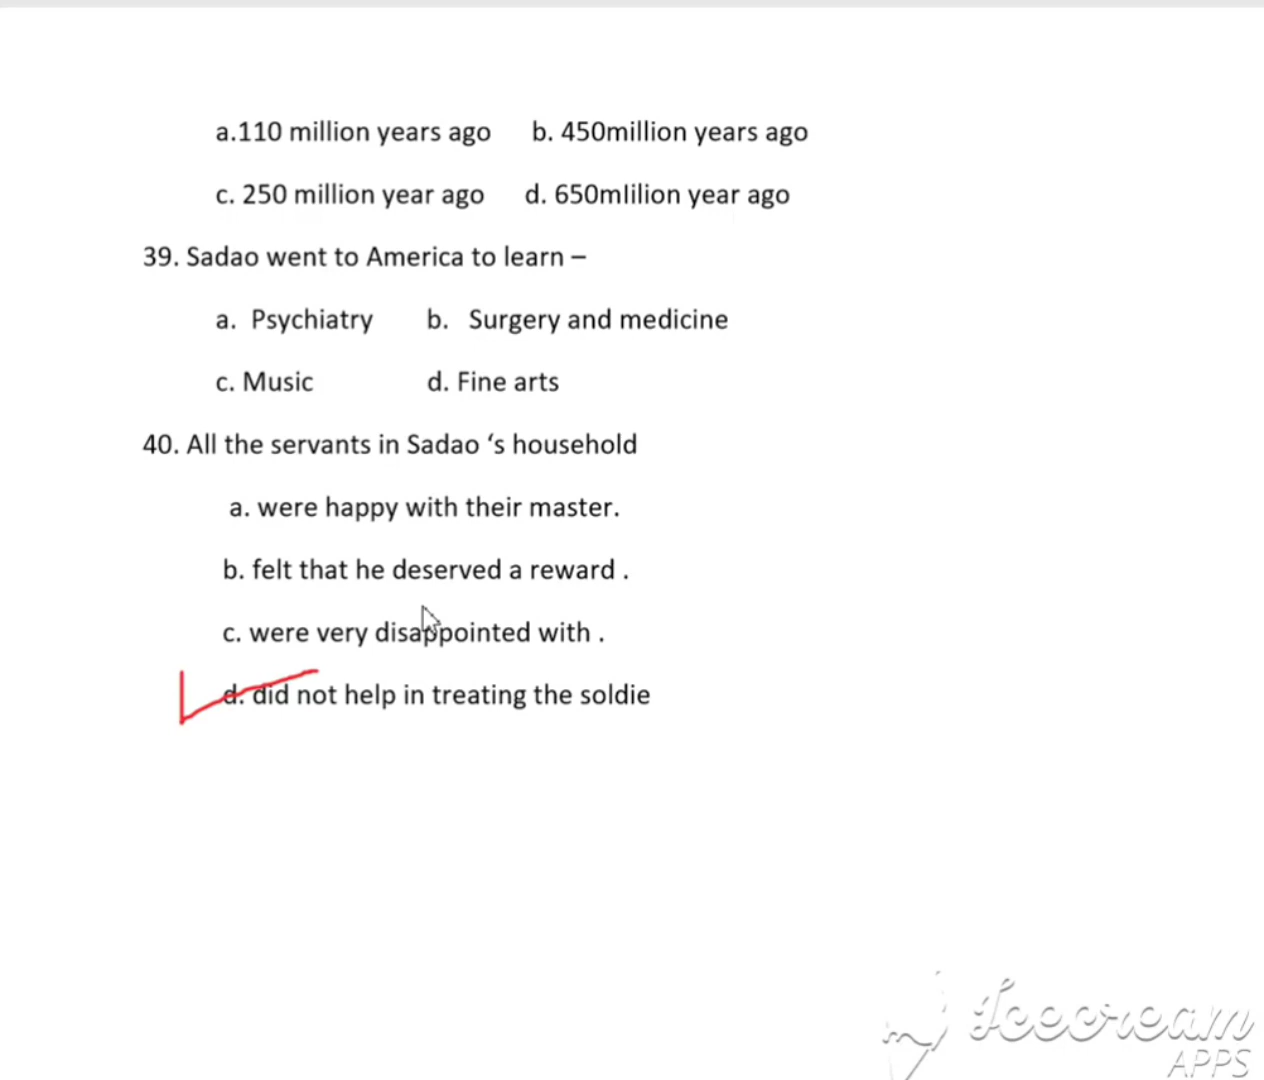 a.110 million years ago b. 450million years ago
c. 250 million year ago d. 650mlilion year ago
39. Sadao went to America to learn –
a. Psychiatry b. Surgery and medicine
c. Music d. Fine arts
40. All the servants in Sadao ‘s household
a. were happy with their master.
b. felt that he deserved a reward .
c. were very disappointed with .
d. did not help in treating the soldie
Icecream
APPS